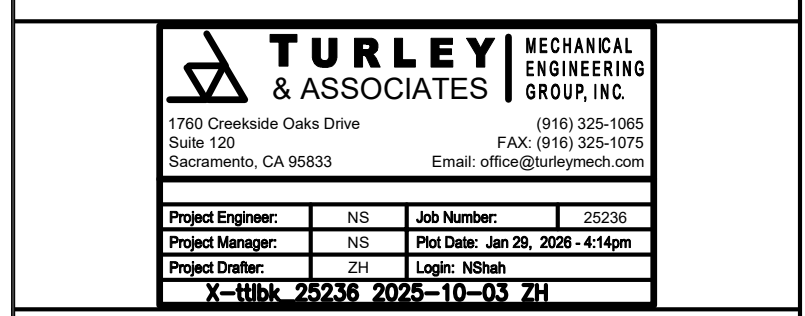 TURLEY & ASSOCIATES
MECHANICAL ENGINEERING GROUP, INC.
1760 Creekside Oaks Drive
Suite 120
Sacramento, CA 95833
(916) 325-1065
FAX: (916) 325-1075
Email: office@turleymech.com
Project Engineer: NS Job Number: 25236
Project Manager: NS Plot Date: Jan 29, 2026 - 4:14pm
Project Drafter: ZH Login: NShah
X-ttlbk_25236 2025-10-03 ZH